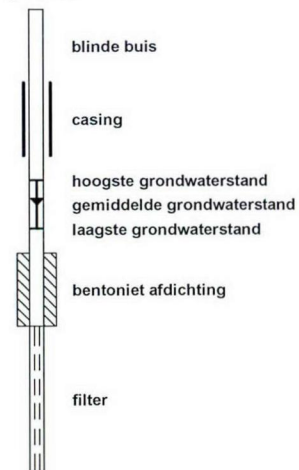 blinde buis
casing
hoogste grondwaterstand
gemiddelde grondwaterstand
laagste grondwaterstand
bentoniet afdichting
filter